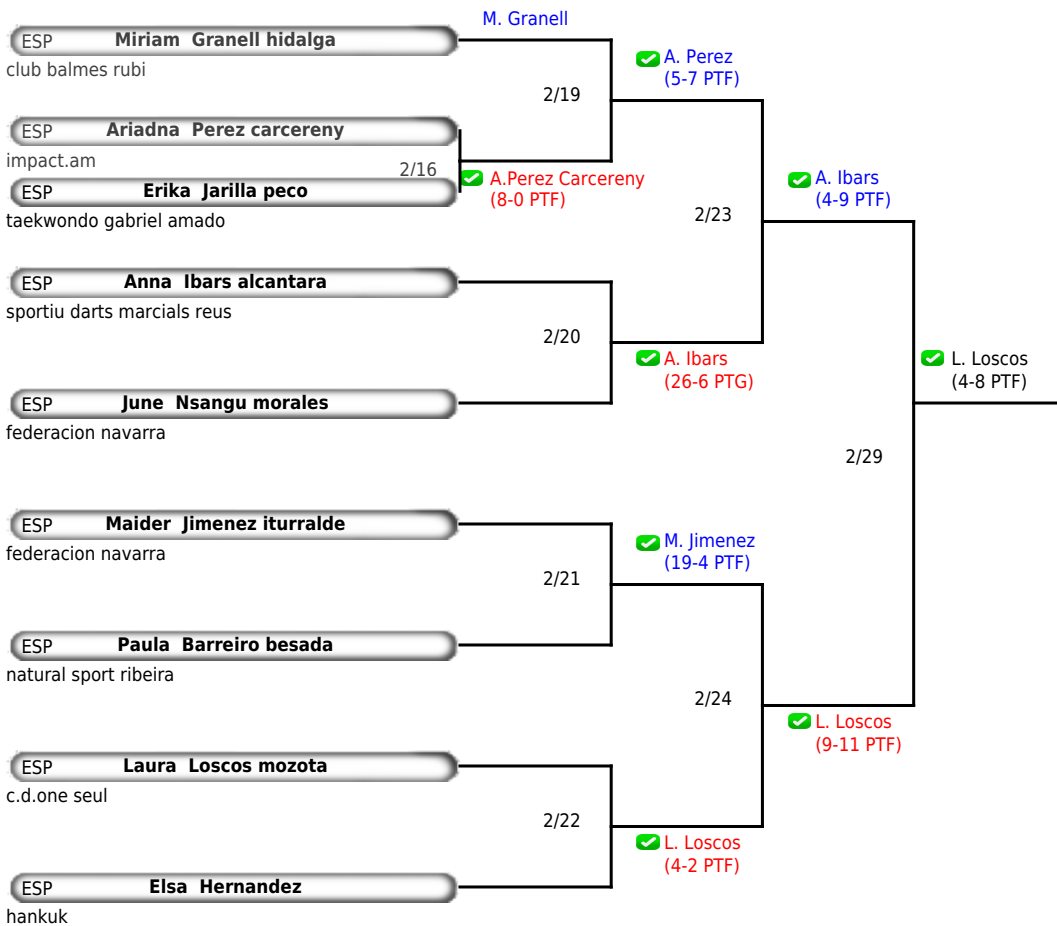 M. Granell
ESP Miriam Granell hidalga
club balmes rubi
A. Perez
(5-7 PTF)
2/19
ESP Ariadna Perez carcereny
impact.am
2/16
A.Perez Carcereny
(8-0 PTF)
ESP Erika Jarilla peco
taekwondo gabriel amado
A. Ibars
(4-9 PTF)
2/23
ESP Anna Ibars alcantara
sportiu darts marcials reus
2/20
A. Ibars
(26-6 PTG)
L. Loscos
(4-8 PTF)
ESP June Nsangu morales
federacion navarra
2/29
ESP Maider Jimenez iturralde
federacion navarra
M. Jimenez
(19-4 PTF)
2/21
ESP Paula Barreiro besada
natural sport ribeira
2/24
L. Loscos
(9-11 PTF)
ESP Laura Loscos mozota
c.d.one seul
2/22
L. Loscos
(4-2 PTF)
ESP Elsa Hernandez
hankuk